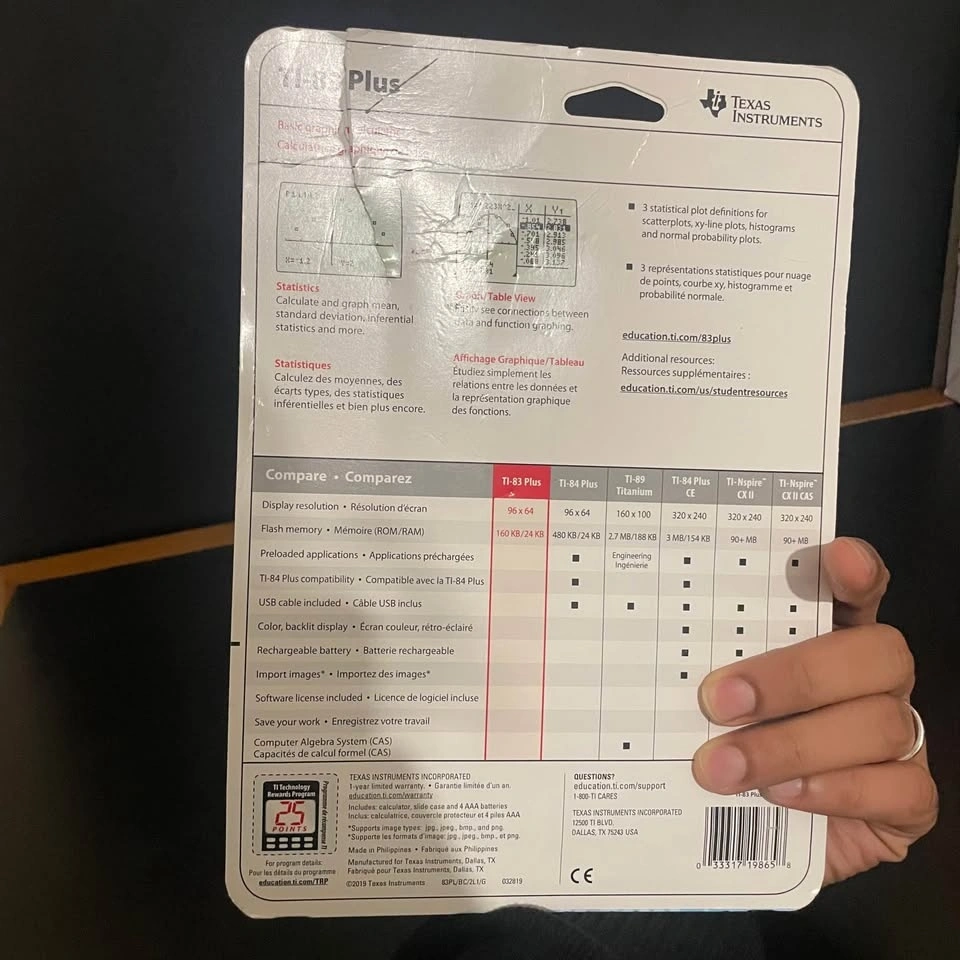 TI-83 Plus
TEXAS
INSTRUMENTS
Basic graphing calculator
3 statistical plot definitions for
scatterplots, xy-line plots, histograms
and normal probability plots.
3 représentations statistiques pour nuage
de points, courbe xy, histogramme et
probabilité normale.
education.ti.com/83plus
Additional resources:
Ressources supplémentaires :
education.ti.com/us/studentresources
X Y1
Statistics
Calculate and graph mean,
standard deviation, inferential
statistics and more.
Statistiques
Calculez des moyennes, des
écarts types, des statistiques
inférentielles et bien plus encore.
Graph/Table View
Easily see connections between
data and function graphing.
Affichage Graphique/Tableau
Étudiez simplement les
relations entre les données et
la représentation graphique
des fonctions.
Compare • Comparez TI-83 Plus TI-84 Plus TI-89 Titanium TI-84 Plus CE TI-Nspire™ CX II TI-Nspire™ CX II CAS
Display resolution • Résolution d'écran 96 x 64 96 x 64 160 x 100 320 x 240 320 x 240 320 x 240
Flash memory • Mémoire (ROM/RAM) 160 KB/24 KB 480 KB/24 KB 2.7 MB/188 KB 3 MB/154 KB 90+ MB 90+ MB
Preloaded applications • Applications préchargées ■ Engineering Ingénierie ■ ■ ■
TI-84 Plus compatibility • Compatible avec la TI-84 Plus ■ ■
USB cable included • Câble USB inclus ■ ■ ■ ■ ■
Color, backlit display • Écran couleur, rétro-éclairé ■ ■ ■
Rechargeable battery • Batterie rechargeable ■ ■
Import images* • Importez des images* ■
Software license included • Licence de logiciel incluse
Save your work • Enregistrez votre travail
Computer Algebra System (CAS)
Capacités de calcul formel (CAS) ■
TI Technology
Rewards Program
25
POINTS
For program details:
Pour les détails du programme
education.ti.com/TRP
TEXAS INSTRUMENTS INCORPORATED
1-year limited warranty. • Garantie limitée d'un an.
education.ti.com/warranty
Includes: calculator, slide case and 4 AAA batteries
Inclus: calculatrice, couvercle protecteur et 4 piles AAA
*Supports image types: jpg, jpeg, bmp, and png.
*Supporte les formats d'image: jpg, jpeg, bmp, et png.
Made in Philippines • Fabriqué aux Philippines
Manufactured for Texas Instruments, Dallas, TX
Fabriqué pour Texas Instruments, Dallas, TX
©2019 Texas Instruments 83PL/BC/2L1/G 032819
QUESTIONS?
education.ti.com/support
1-800-TI CARES
TEXAS INSTRUMENTS INCORPORATED
12500 TI BLVD.
DALLAS, TX 75243 USA
CE
TI-83 Plus
0 33317 19865 8